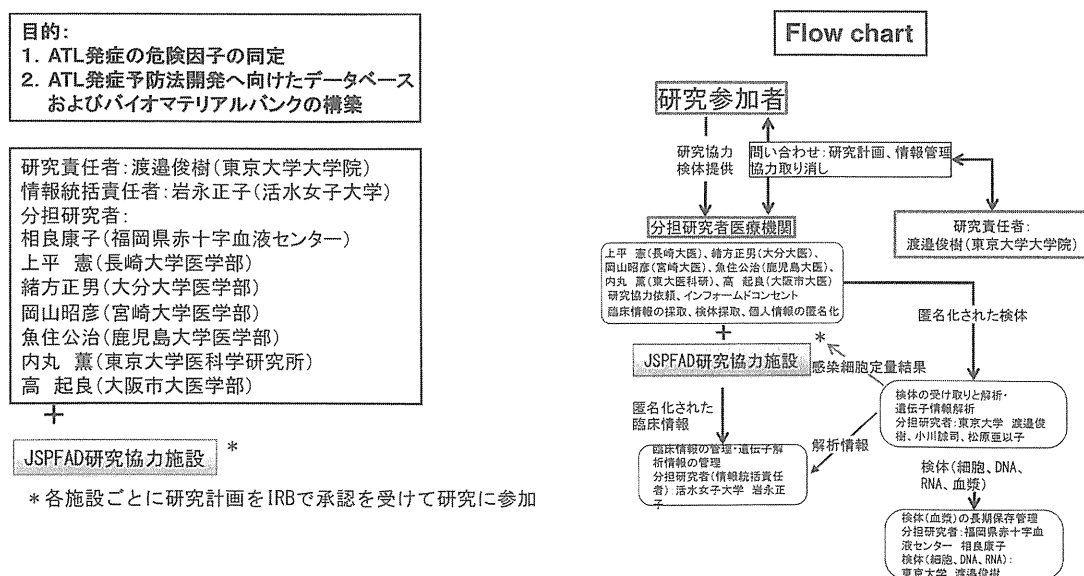 目的:
1. ATL発症の危険因子の同定
2. ATL発症予防法開発へ向けたデータベース
およびバイオマテリアルバンクの構築
研究責任者:渡邉俊樹(東京大学大学院)
情報統括責任者:岩永正子(活水女子大学)
分担研究者:
相良康子(福岡県赤十字血液センター)
上平 憲(長崎大学医学部)
緒方正男(大分大学医学部)
岡山昭彦(宮崎大学医学部)
魚住公治(鹿児島大学医学部)
内丸 薫(東京大学医科学研究所)
高 起良(大阪市大医学部)
+
JSPFAD研究協力施設 *
*各施設ごとに研究計画をIRBで承認を受けて研究に参加
Flow chart
研究参加者
研究協力
検体提供
問い合わせ:研究計画、情報管理
協力取り消し
研究責任者:
渡邉俊樹(東京大学大学院)
分担研究者医療機関
上平 憲(長崎大医)、緒方正男(大分大医)、
岡山昭彦(宮崎大医)、魚住公治(鹿児島大医)、
内丸 薫(東大医科研)、高 起良(大阪市大医)
研究協力依頼、インフォームドコンセント
臨床情報の採取、検体採取、個人情報の匿名化
+
JSPFAD研究協力施設 *
感染細胞定量結果
匿名化された検体
匿名化された
臨床情報
検体の受け取りと解析・
遺伝子情報解析
分担研究者:東京大学 渡邉俊
樹、小川誠司、松原亜以子
解析情報
臨床情報の管理・遺伝子解
析情報の管理
分担研究者(情報統括責任
者) 活水女子大学 岩永正
子
検体(細胞、DNA、
RNA、血漿)
検体(血漿)の長期保存管理
分担研究者:福岡県赤十字血
液センター 相良康子
検体(細胞、DNA、RNA):
東京大学 渡邉俊樹